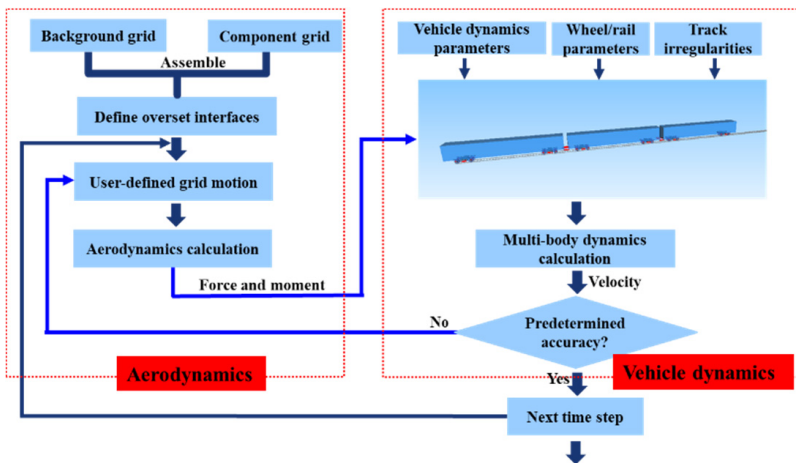 Background grid
Component grid
Assemble
Define overset interfaces
User-defined grid motion
Aerodynamics calculation
Force and moment
Aerodynamics
Vehicle dynamics
parameters
Wheel/rail
parameters
Track
irregularities
Multi-body dynamics
calculation
Velocity
Predetermined
accuracy?
No
Yes
Vehicle dynamics
Next time step